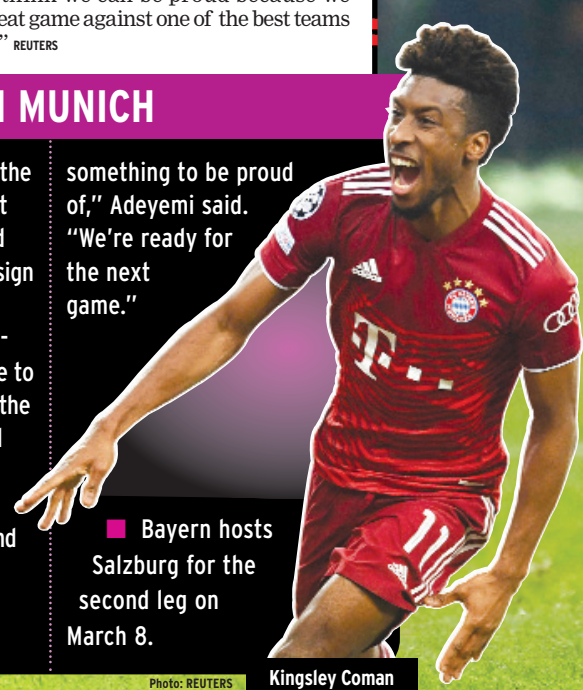 eat game against one of the best teams
” REUTERS
MUNICH
the
sign
e to
the
something to be proud
of,” Adeyemi said.
“We’re ready for
the next
game.”
■ Bayern hosts
Salzburg for the
second leg on
March 8.
T
11
Photo: REUTERS
Kingsley Coman